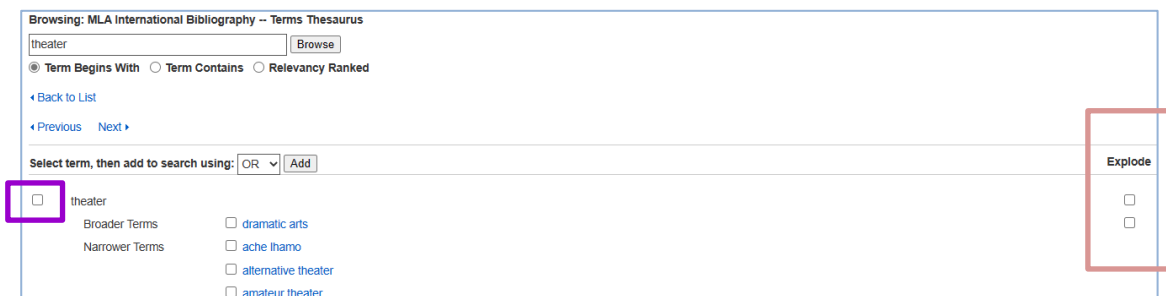 Browsing: MLA International Bibliography -- Terms Thesaurus
theater Browse
Term Begins With Term Contains Relevancy Ranked
Back to List
Previous Next
Select term, then add to search using: OR Add Explode
theater
Broader Terms dramatic arts
Narrower Terms ache lhamo
alternative theater
amateur theater